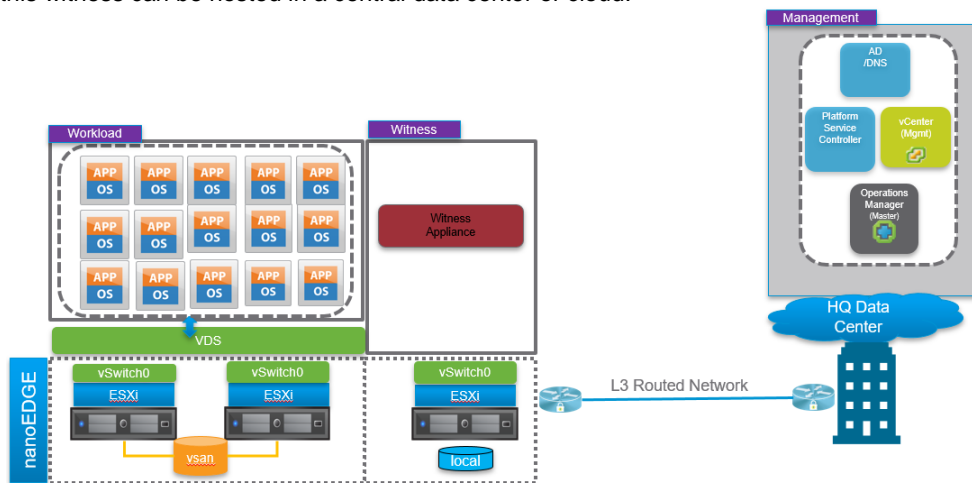 this witness can be hosted in a central data center or cloud.
Management
AD
/DNS
Platform
Service
Controller
vCenter
(Mgmt)
Operations
Manager
(Master)
HQ Data
Center
Workload
Witness
APP
OS
APP
OS
APP
OS
APP
OS
APP
OS
APP
OS
APP
OS
APP
OS
APP
OS
APP
OS
APP
OS
APP
OS
APP
OS
APP
OS
APP
OS
Witness
Appliance
VDS
nanoEDGE
vSwitch0
ESXi
vSwitch0
ESXi
vsan
vSwitch0
ESXi
local
L3 Routed Network